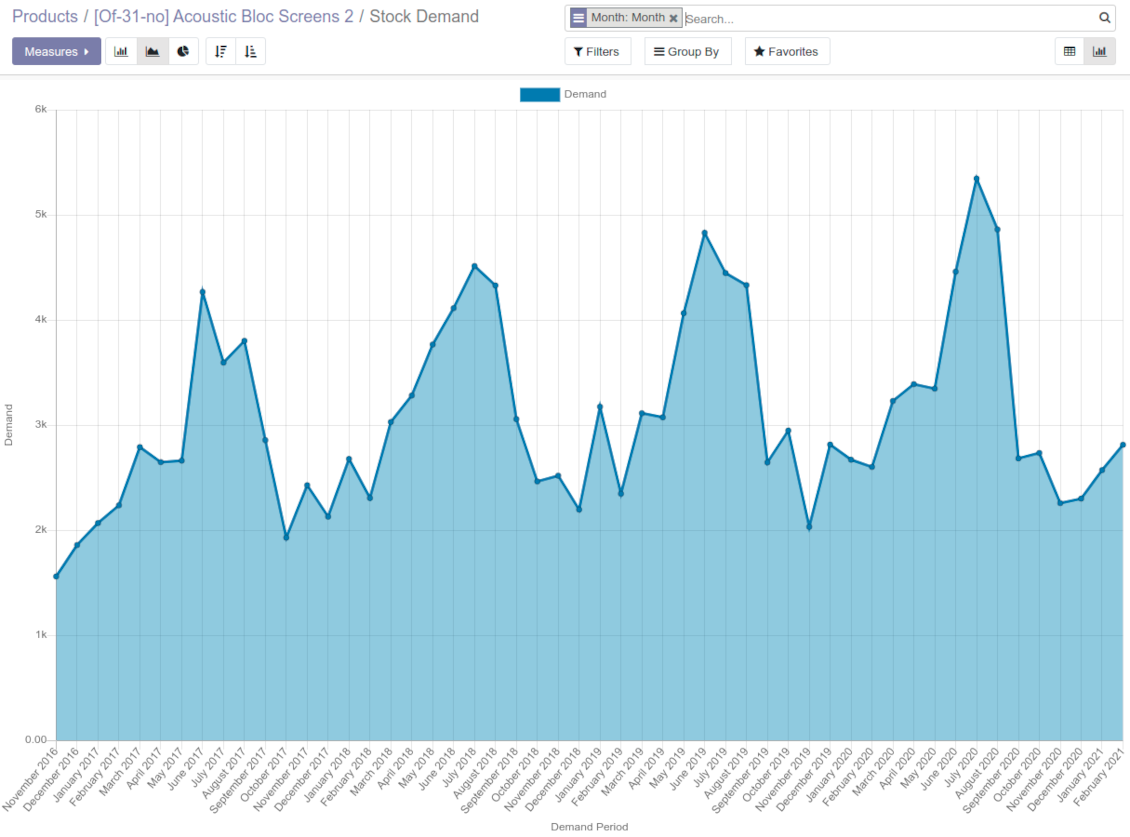 Products / [Of-31-no] Acoustic Bloc Screens 2 / Stock Demand
Month: Month × Search...
Measures
Filters
Group By
Favorites
Demand
6k
5k
4k
3k
2k
1k
0.00
Demand
November 2016
December 2016
January 2017
February 2017
March 2017
April 2017
May 2017
June 2017
July 2017
August 2017
September 2017
October 2017
November 2017
December 2017
January 2018
February 2018
March 2018
April 2018
May 2018
June 2018
July 2018
August 2018
September 2018
October 2018
November 2018
December 2018
January 2019
February 2019
March 2019
April 2019
May 2019
June 2019
July 2019
August 2019
September 2019
October 2019
November 2019
December 2019
January 2020
February 2020
March 2020
April 2020
May 2020
June 2020
July 2020
August 2020
September 2020
October 2020
November 2020
December 2020
January 2021
February 2021
Demand Period